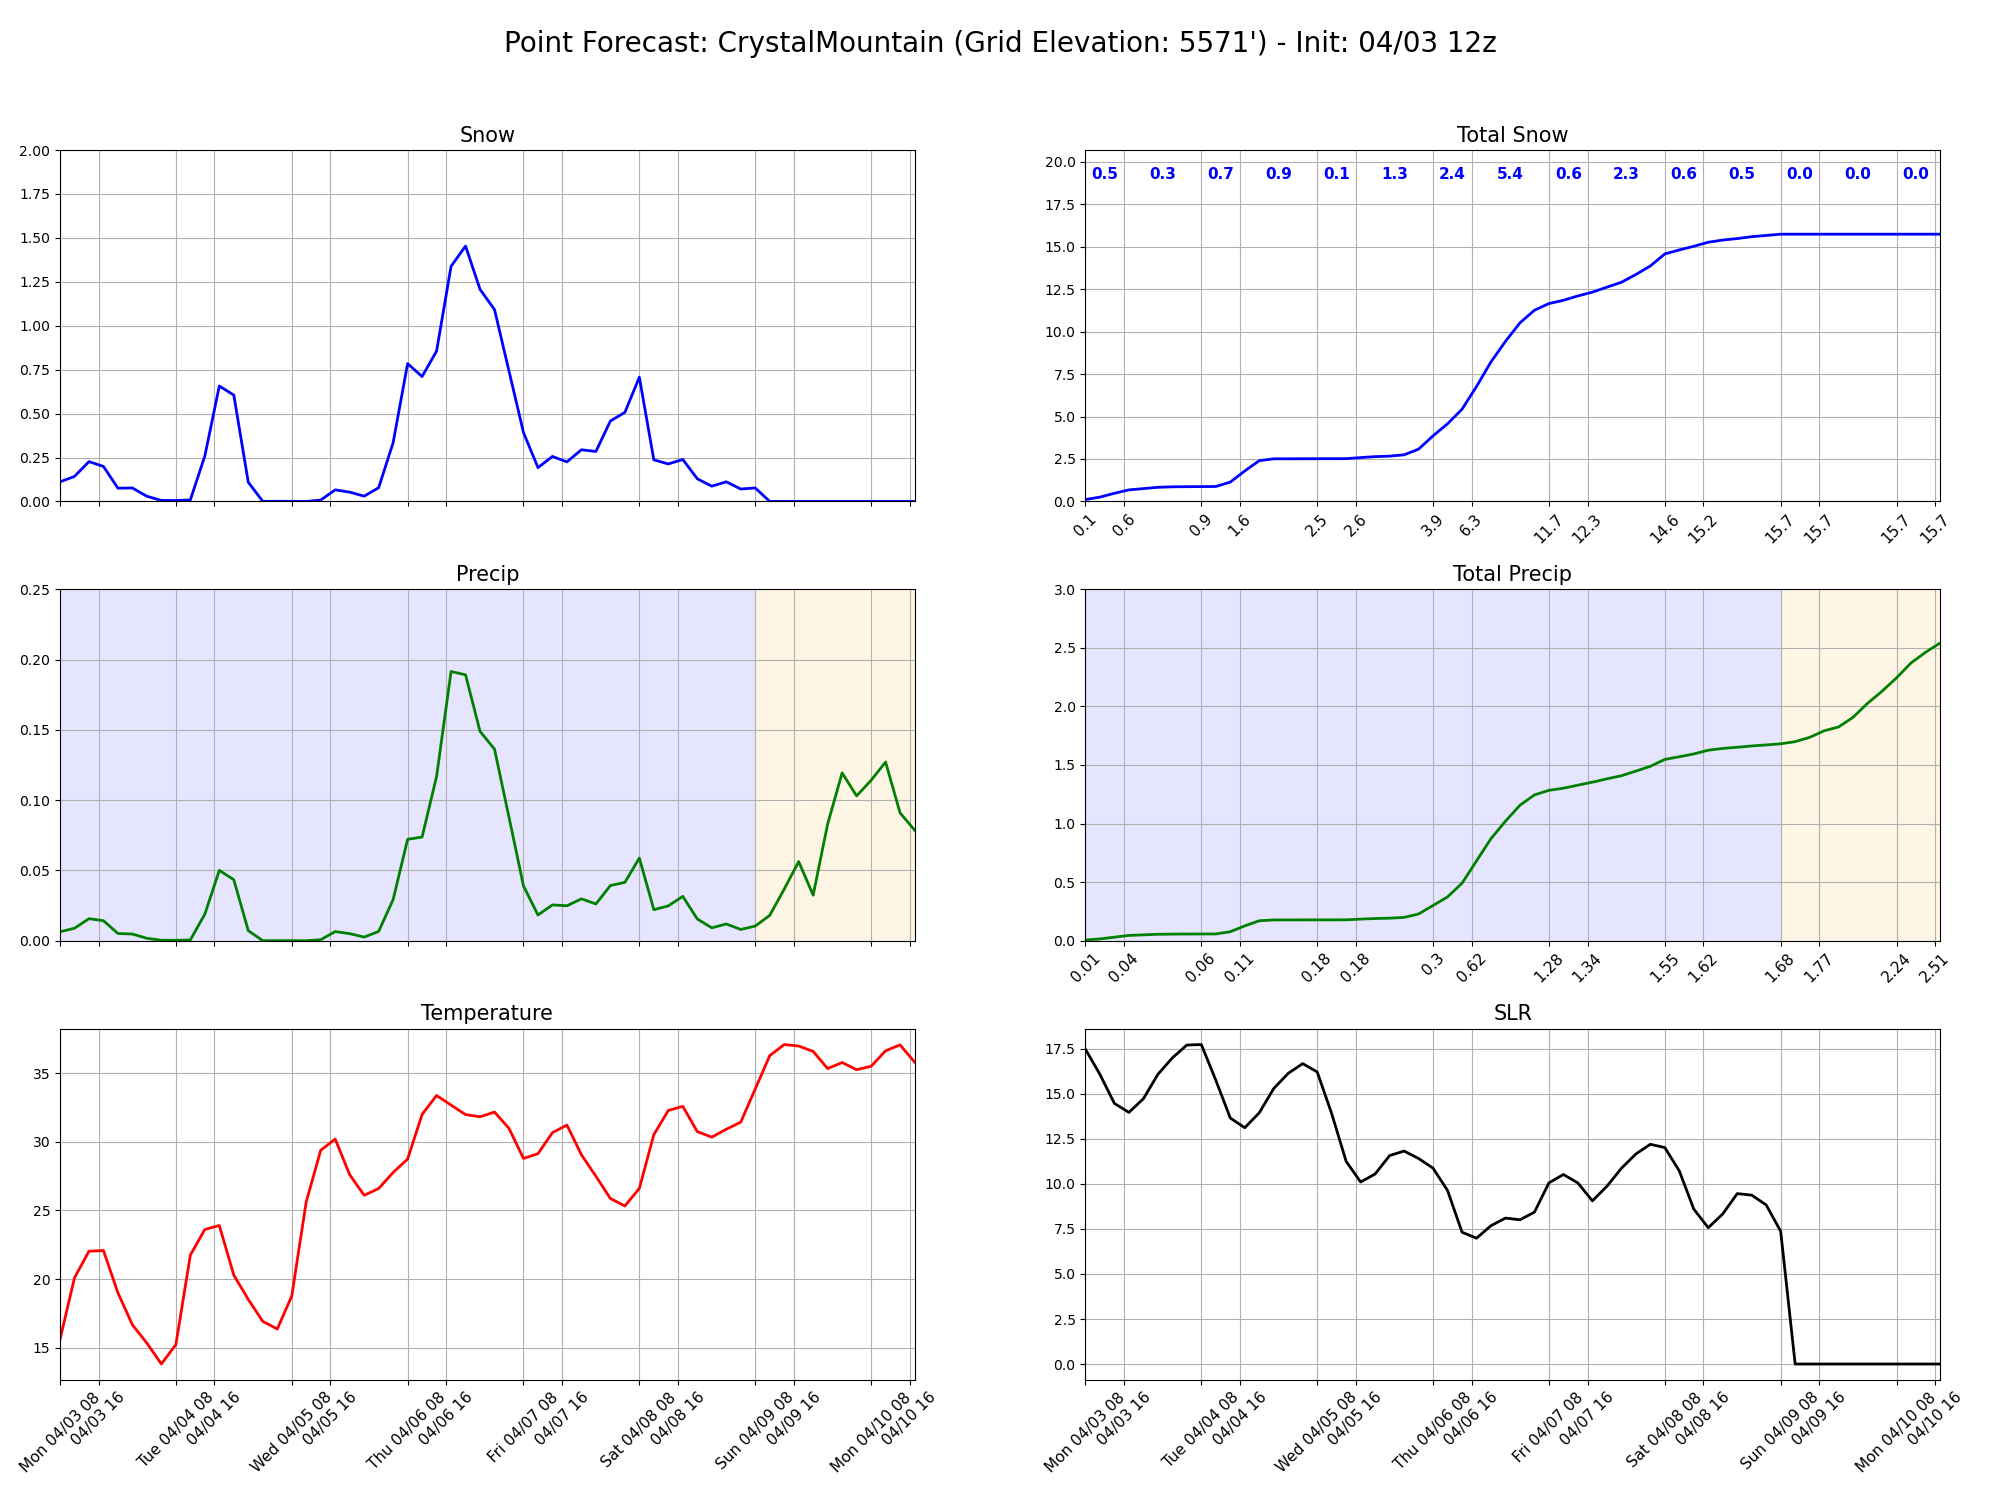 Point Forecast: CrystalMountain (Grid Elevation: 5571') - Init: 04/03 12z
Snow
2.00
1.75
1.50
1.25
1.00
0.75
0.50
0.25
0.00
Total Snow
20.0
17.5
15.0
12.5
10.0
7.5
5.0
2.5
0.0
0.5 0.3 0.7 0.9 0.1 1.3 2.4 5.4 0.6 2.3 0.6 0.5 0.0 0.0 0.0
0.1 0.6 0.9 1.6 2.5 2.6 3.9 6.3 11.7 12.3 14.6 15.2 15.7 15.7 15.7 15.7
Precip
0.25
0.20
0.15
0.10
0.05
0.00
Total Precip
3.0
2.5
2.0
1.5
1.0
0.5
0.0
0.01 0.04 0.06 0.11 0.18 0.18 0.3 0.62 1.28 1.34 1.55 1.62 1.68 1.77 2.24 2.51
Temperature
35
30
25
20
15
Mon 04/03 08
04/03 16
Tue 04/04 08
04/04 16
Wed 04/05 08
04/05 16
Thu 04/06 08
04/06 16
Fri 04/07 08
04/07 16
Sat 04/08 08
04/08 16
Sun 04/09 08
04/09 16
Mon 04/10 08
04/10 16
SLR
17.5
15.0
12.5
10.0
7.5
5.0
2.5
0.0
Mon 04/03 08
04/03 16
Tue 04/04 08
04/04 16
Wed 04/05 08
04/05 16
Thu 04/06 08
04/06 16
Fri 04/07 08
04/07 16
Sat 04/08 08
04/08 16
Sun 04/09 08
04/09 16
Mon 04/10 08
04/10 16